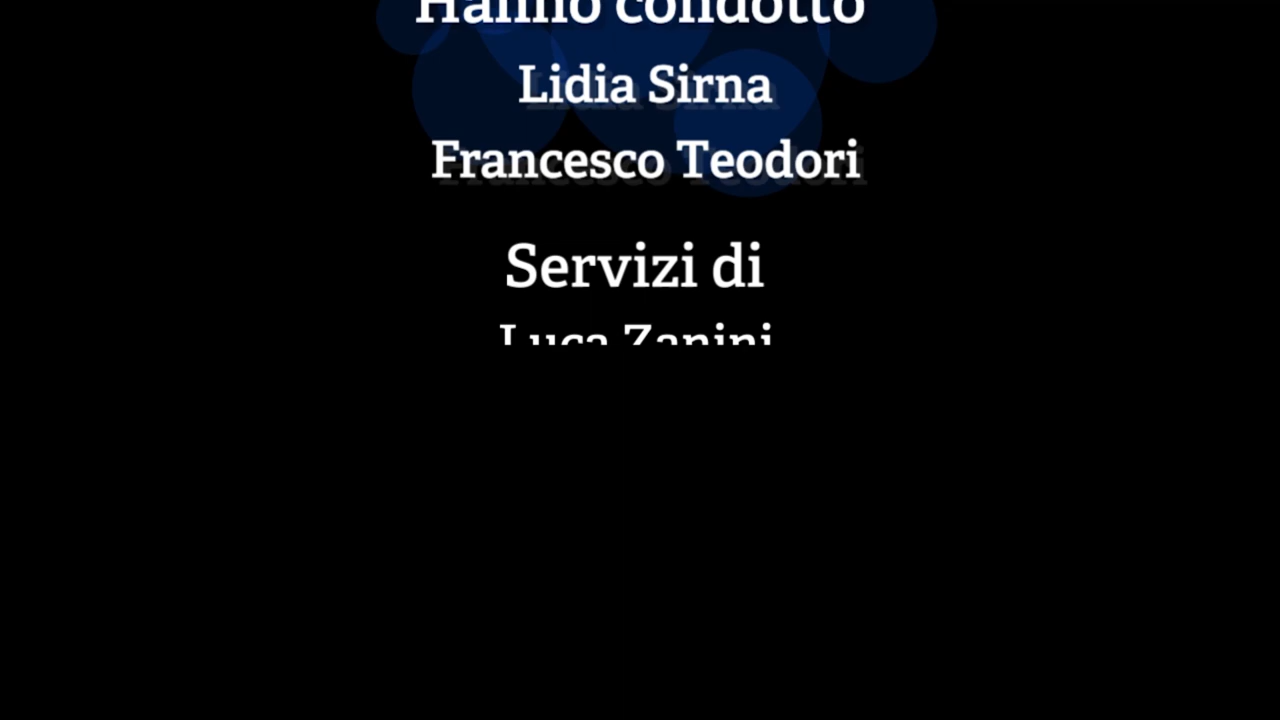 Hanno condotto
Lidia Sirna
Francesco Teodori
Servizi di
Luca Zanini